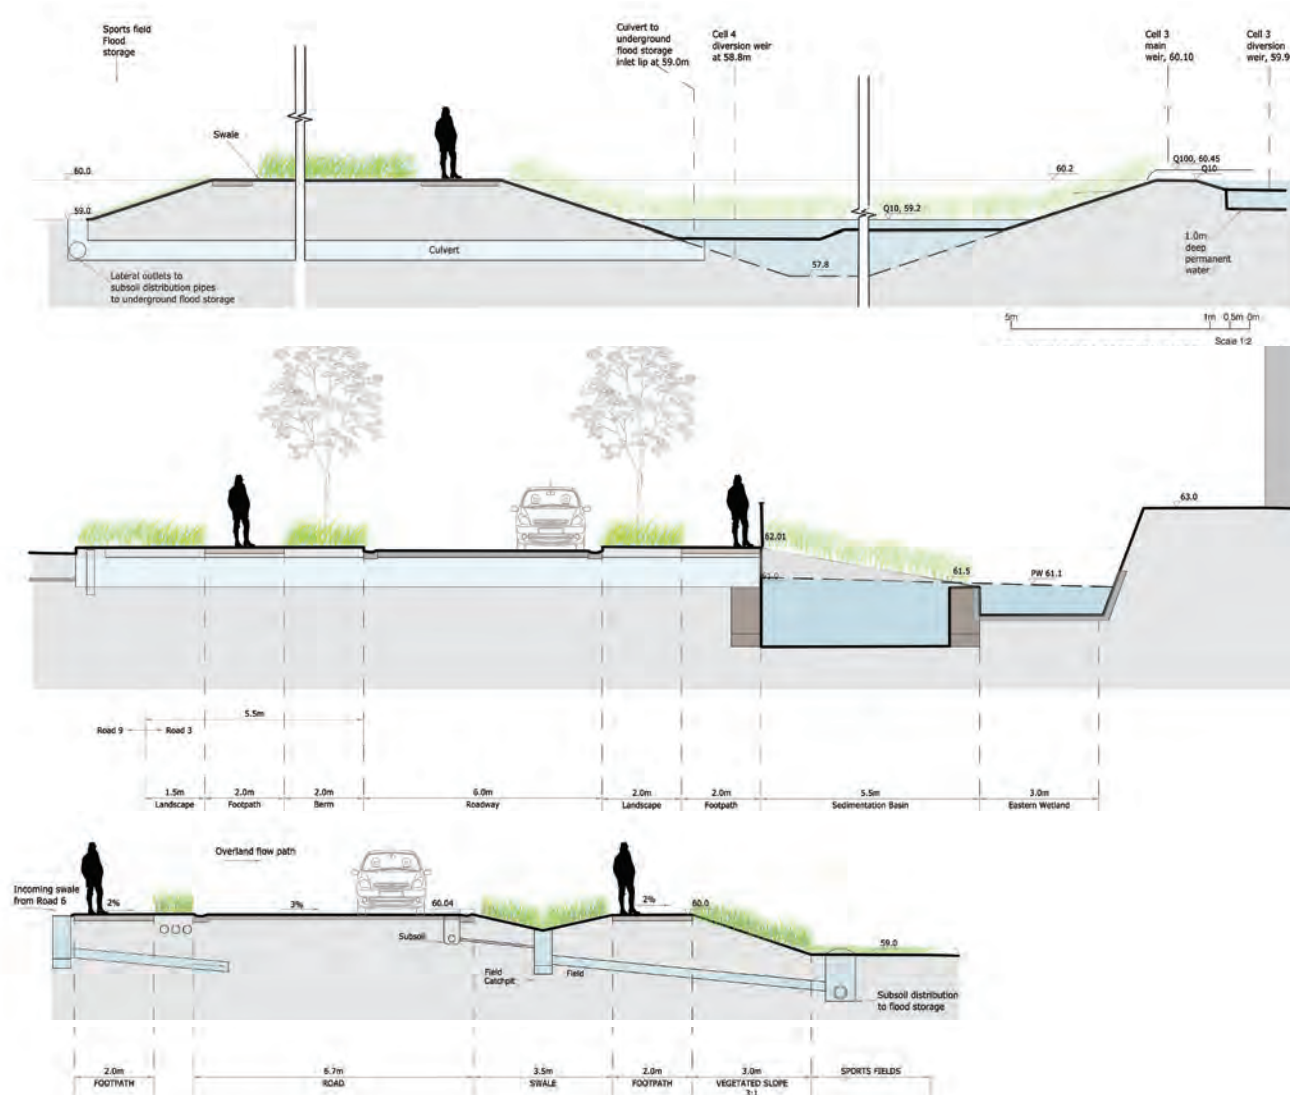 Sports field
Flood
storage
Culvert to
underground
flood storage
inlet lip at 59.0m
Cell 4
diversion weir
at 58.8m
Cell 3
main
weir, 60.10
Cell 3
diversion
weir, 59.9
Swale
60.0
60.2
Q100, 60.45
Q10
59.0
Q10, 59.2
Culvert
57.8
1.0m
deep
permanent
water
Lateral outlets to
subsoil distribution pipes
to underground flood storage
5m 1m 0.5m 0m
Scale 1:2
63.0
62.01
61.5
PW 61.1
5.5m
Road 9
Road 3
1.5m 2.0m 2.0m 6.0m 2.0m 2.0m 5.5m 3.0m
Landscape Footpath Berm Roadway Landscape Footpath Sedimentation Basin Eastern Wetland
Overland flow path
Incoming swale
from Road 6
2%
3%
60.04
2%
60.0
59.0
Subsoil
Field
Catchpit
Field
Subsoil distribution
to flood storage
2.0m 6.7m 3.5m 2.0m 3.0m SPORTS FIELDS
FOOTPATH ROAD SWALE FOOTPATH VEGETATED SLOPE
3:1